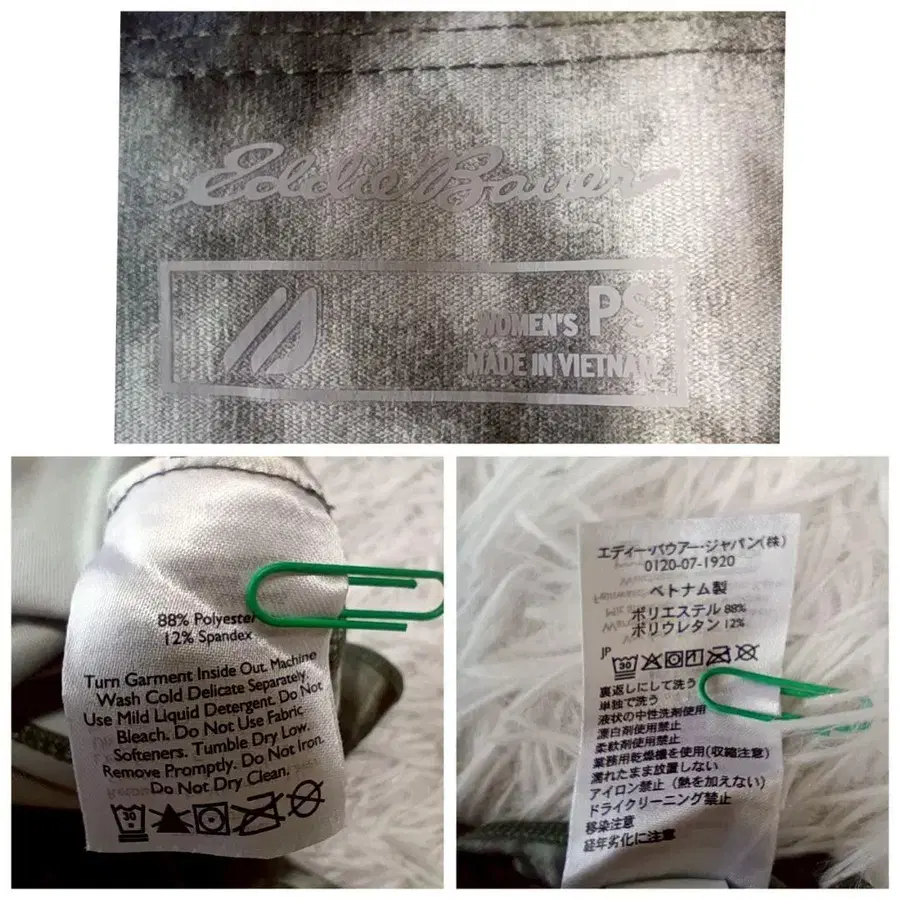 Eddie Bauer
WOMEN'S PS
MADE IN VIETNAM
88% Polyester
12% Spandex
Turn Garment Inside Out. Machine
Wash Cold Delicate Separately.
Use Mild Liquid Detergent. Do Not
Bleach. Do Not Use Fabric
Softeners. Tumble Dry Low.
Remove Promptly. Do Not Iron.
Do Not Dry Clean.
30
エディー・バウアー・ジャパン(株)
0120-07-1920
ベトナム製
ポリエステル 88%
ポリウレタン 12%
JP
30
裏返しにして洗う
単独で洗う
液状の中性洗剤使用
漂白剤使用禁止
柔軟剤使用禁止
業務用乾燥機を使用(収縮注意)
濡れたまま放置しない
アイロン禁止(熱を加えない)
ドライクリーニング禁止
移染注意
経年劣化に注意